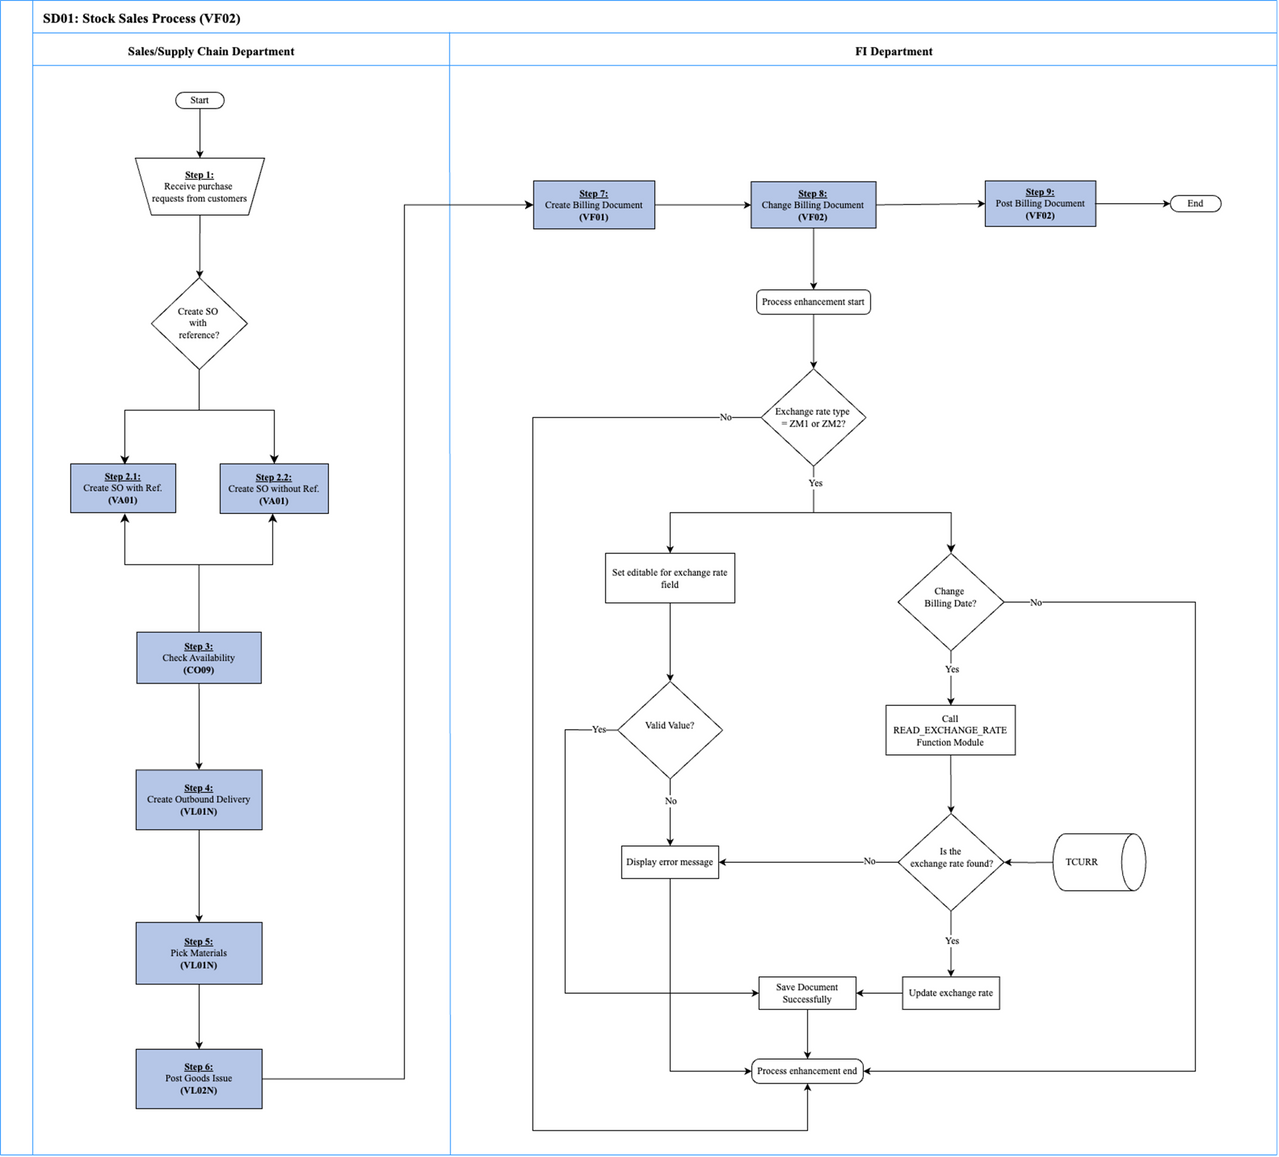 SD01: Stock Sales Process (VF02)
Sales/Supply Chain Department
FI Department
Start
Step 1:
Receive purchase
requests from customers
Create SO
with
reference?
Step 2.1:
Create SO with Ref.
(VA01)
Step 2.2:
Create SO without Ref.
(VA01)
Step 3:
Check Availability
(CO09)
Step 4:
Create Outbound Delivery
(VL01N)
Step 5:
Pick Materials
(VL01N)
Step 6:
Post Goods Issue
(VL02N)
Step 7:
Create Billing Document
(VF01)
Step 8:
Change Billing Document
(VF02)
Step 9:
Post Billing Document
(VF02)
End
Process enhancement start
Exchange rate type
= ZM1 or ZM2?
No
Yes
Set editable for exchange rate
field
Change
Billing Date?
No
Yes
Valid Value?
Yes
No
Call
READ_EXCHANGE_RATE
Function Module
Display error message
No
Is the
exchange rate found?
TCURR
Yes
Save Document
Successfully
Update exchange rate
Process enhancement end